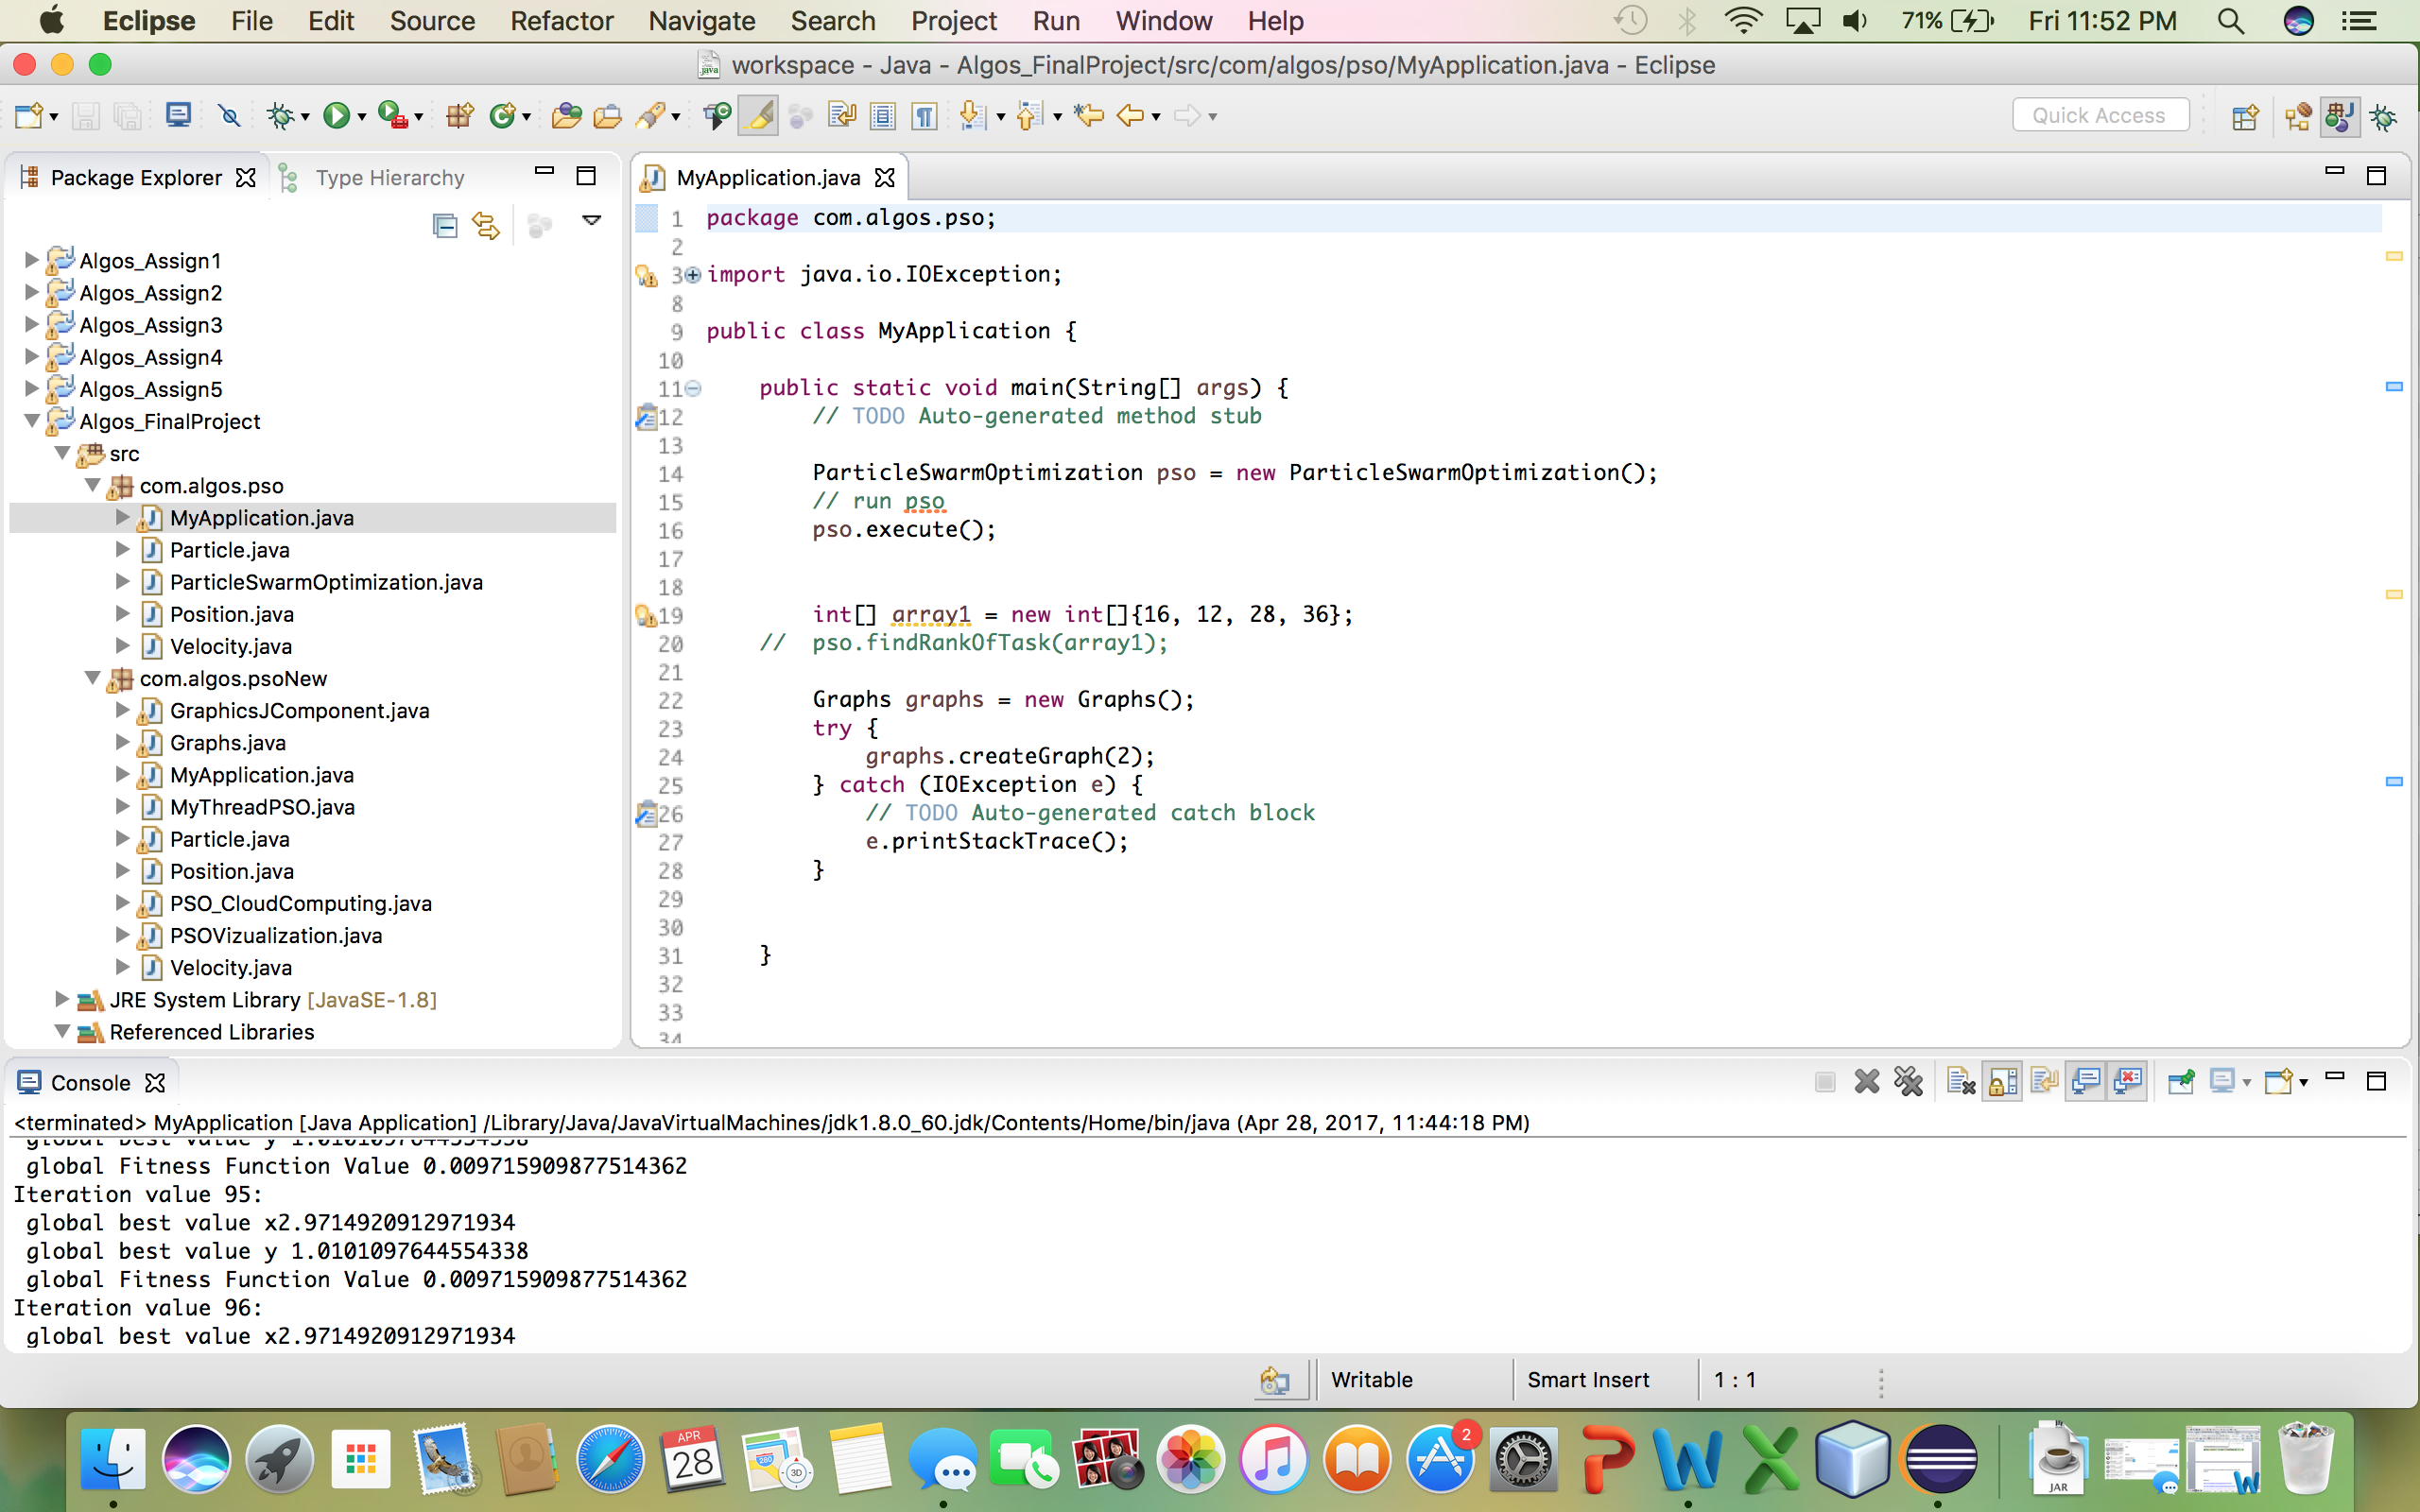 Eclipse File Edit Source Refactor Navigate Search Project Run Window Help 71% Fri 11:52 PM
workspace - Java - Algos_FinalProject/src/com/algos/pso/MyApplication.java - Eclipse
Quick Access
Package Explorer Type Hierarchy
Algos_Assign1
Algos_Assign2
Algos_Assign3
Algos_Assign4
Algos_Assign5
Algos_FinalProject
src
com.algos.pso
MyApplication.java
Particle.java
ParticleSwarmOptimization.java
Position.java
Velocity.java
com.algos.psoNew
GraphicsJComponent.java
Graphs.java
MyApplication.java
MyThreadPSO.java
Particle.java
Position.java
PSO_CloudComputing.java
PSOVizualization.java
Velocity.java
JRE System Library [JavaSE-1.8]
Referenced Libraries
MyApplication.java
1 package com.algos.pso;
2
3 import java.io.IOException;
8
9 public class MyApplication {
10
11 public static void main(String[] args) {
12 // TODO Auto-generated method stub
13
14 ParticleSwarmOptimization pso = new ParticleSwarmOptimization();
15 // run pso
16 pso.execute();
17
18
19 int[] array1 = new int[]{16, 12, 28, 36};
20 // pso.findRankOfTask(array1);
21
22 Graphs graphs = new Graphs();
23 try {
24 graphs.createGraph(2);
25 } catch (IOException e) {
26 // TODO Auto-generated catch block
27 e.printStackTrace();
28 }
29
30
31 }
32
33
34
Console
<terminated> MyApplication [Java Application] /Library/Java/JavaVirtualMachines/jdk1.8.0_60.jdk/Contents/Home/bin/java (Apr 28, 2017, 11:44:18 PM)
global best value y 1.0101097644554338
global Fitness Function Value 0.009715909877514362
Iteration value 95:
global best value x2.9714920912971934
global best value y 1.0101097644554338
global Fitness Function Value 0.009715909877514362
Iteration value 96:
global best value x2.9714920912971934
Writable Smart Insert 1 : 1
APR
28
280
3D
2
JAR